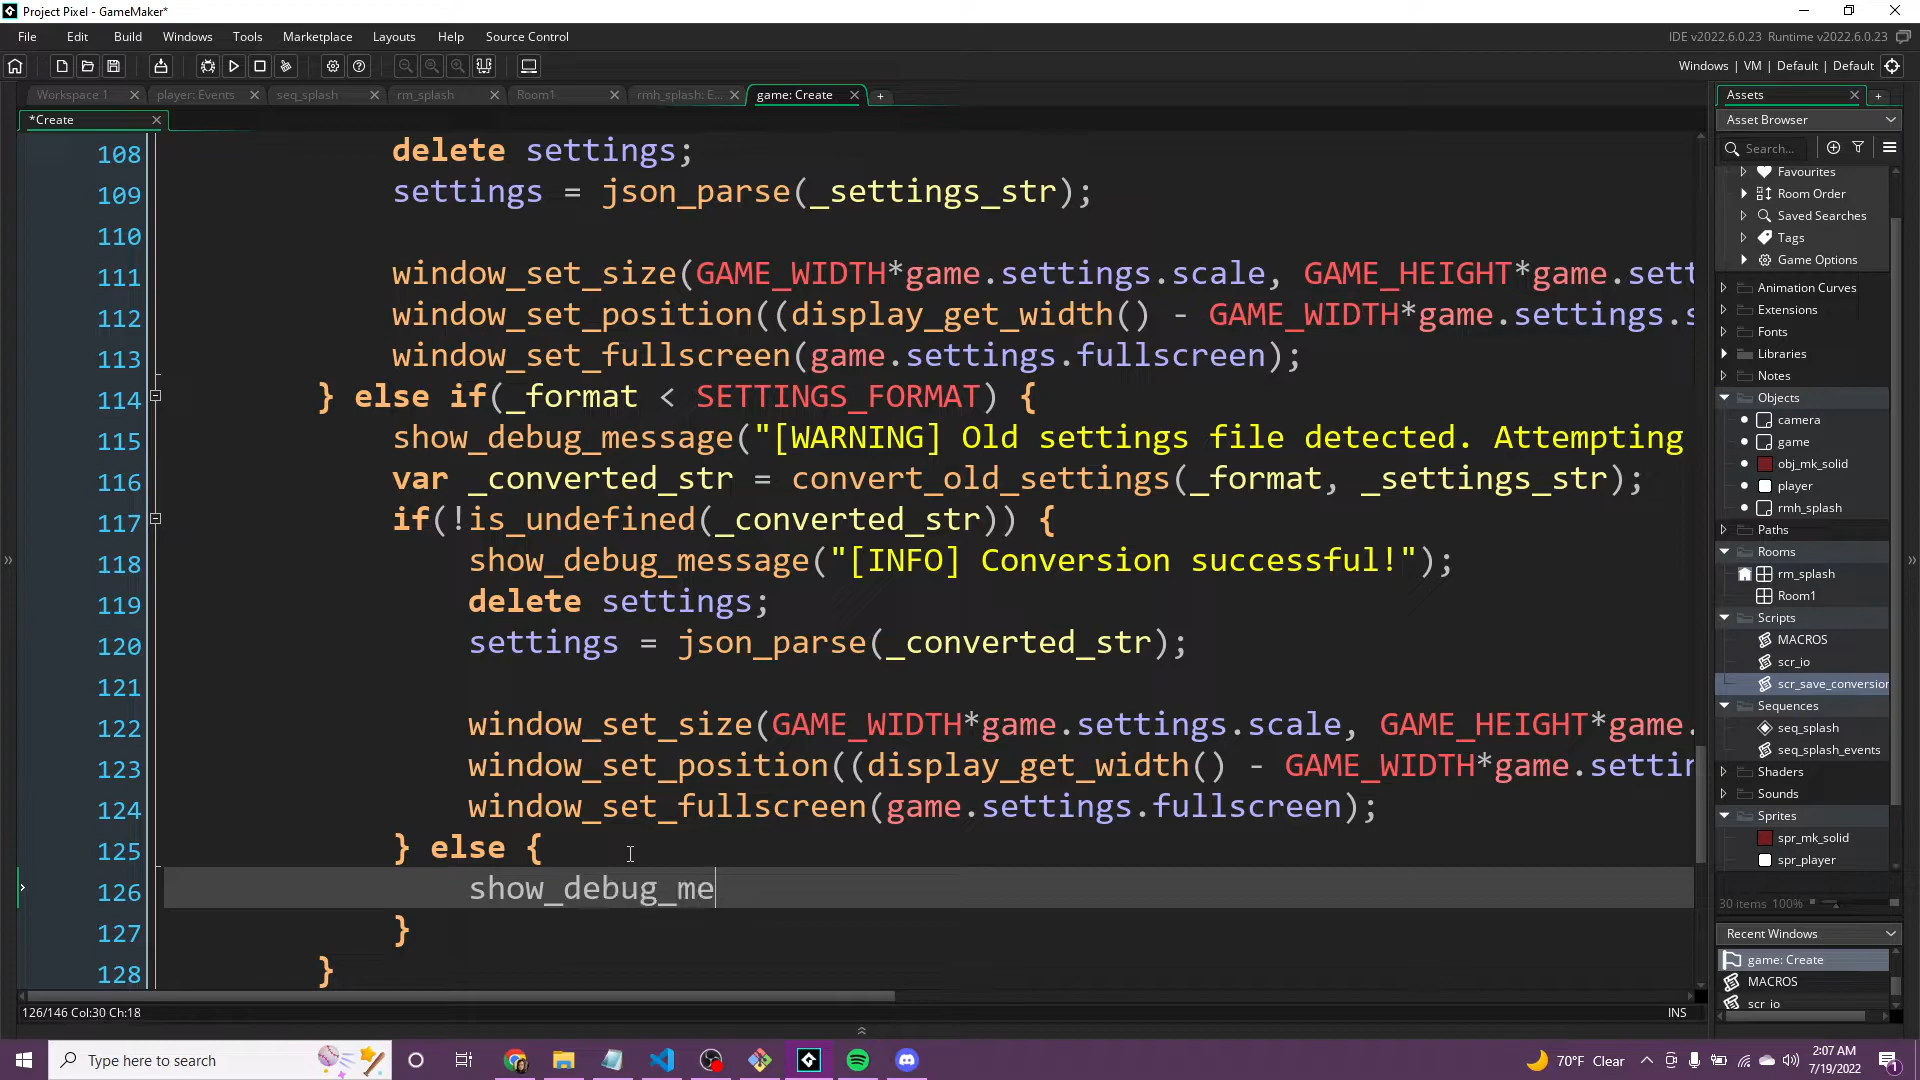 Project Pixel - GameMaker*
File Edit Build Windows Tools Marketplace Layouts Help Source Control
IDE v2022.6.0.23 Runtime v2022.6.0.23
Windows | VM | Default | Default
Workspace 1 player: Events seq_splash rm_splash Room1 rmh_splash: E... game: Create
*Create
108 delete settings;
109 settings = json_parse(_settings_str);
110
111 window_set_size(GAME_WIDTH*game.settings.scale, GAME_HEIGHT*game.sett
112 window_set_position((display_get_width() - GAME_WIDTH*game.settings.s
113 window_set_fullscreen(game.settings.fullscreen);
114 } else if(_format < SETTINGS_FORMAT) {
115 show_debug_message("[WARNING] Old settings file detected. Attempting
116 var _converted_str = convert_old_settings(_format, _settings_str);
117 if(!is_undefined(_converted_str)) {
118 show_debug_message("[INFO] Conversion successful!");
119 delete settings;
120 settings = json_parse(_converted_str);
121
122 window_set_size(GAME_WIDTH*game.settings.scale, GAME_HEIGHT*game.
123 window_set_position((display_get_width() - GAME_WIDTH*game.settin
124 window_set_fullscreen(game.settings.fullscreen);
125 } else {
126 show_debug_me
127 }
128 }
126/146 Col:30 Ch:18
INS
Assets
Asset Browser
Search...
Favourites
Room Order
Saved Searches
Tags
Game Options
Animation Curves
Extensions
Fonts
Libraries
Notes
Objects
camera
game
obj_mk_solid
player
rmh_splash
Paths
Rooms
rm_splash
Room1
Scripts
MACROS
scr_io
scr_save_conversion
Sequences
seq_splash
seq_splash_events
Shaders
Sounds
Sprites
spr_mk_solid
spr_player
30 items 100%
Recent Windows
game: Create
MACROS
scr_io
Type here to search
70°F Clear
2:07 AM
7/19/2022
1